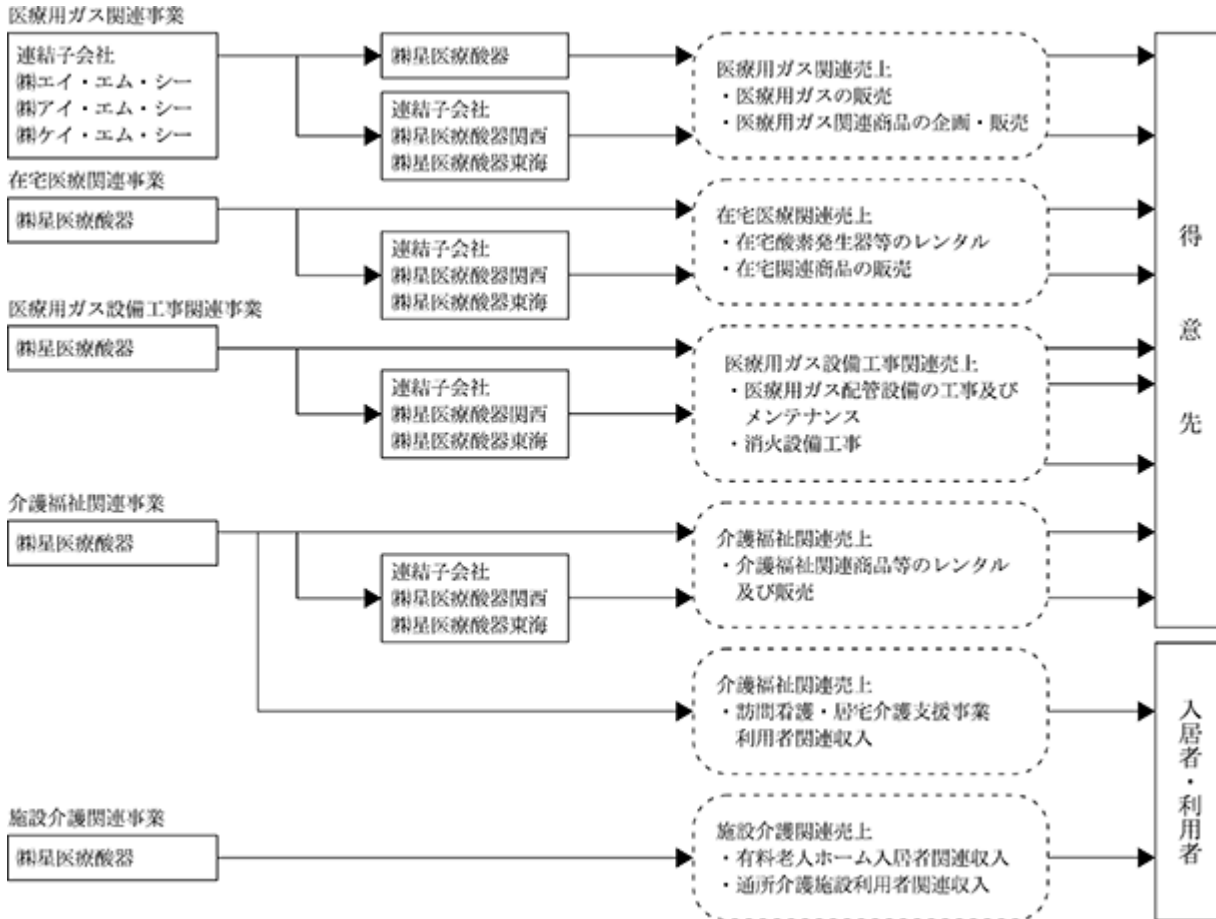 医療用ガス関連事業
連結子会社
㈱エイ・エム・シー
㈱アイ・エム・シー
㈱ケイ・エム・シー
㈱星医療酸器
連結子会社
㈱星医療酸器関西
㈱星医療酸器東海
医療用ガス関連売上
・医療用ガスの販売
・医療用ガス関連商品の企画・販売
在宅医療関連事業
㈱星医療酸器
連結子会社
㈱星医療酸器関西
㈱星医療酸器東海
在宅医療関連売上
・在宅酸素発生器等のレンタル
・在宅関連商品の販売
医療用ガス設備工事関連事業
㈱星医療酸器
連結子会社
㈱星医療酸器関西
㈱星医療酸器東海
医療用ガス設備工事関連売上
・医療用ガス配管設備の工事及び
メンテナンス
・消火設備工事
介護福祉関連事業
㈱星医療酸器
連結子会社
㈱星医療酸器関西
㈱星医療酸器東海
介護福祉関連売上
・介護福祉関連商品等のレンタル
及び販売
得意先
介護福祉関連売上
・訪問看護・居宅介護支援事業
利用者関連収入
施設介護関連事業
㈱星医療酸器
施設介護関連売上
・有料老人ホーム入居者関連収入
・通所介護施設利用者関連収入
入居者・利用者